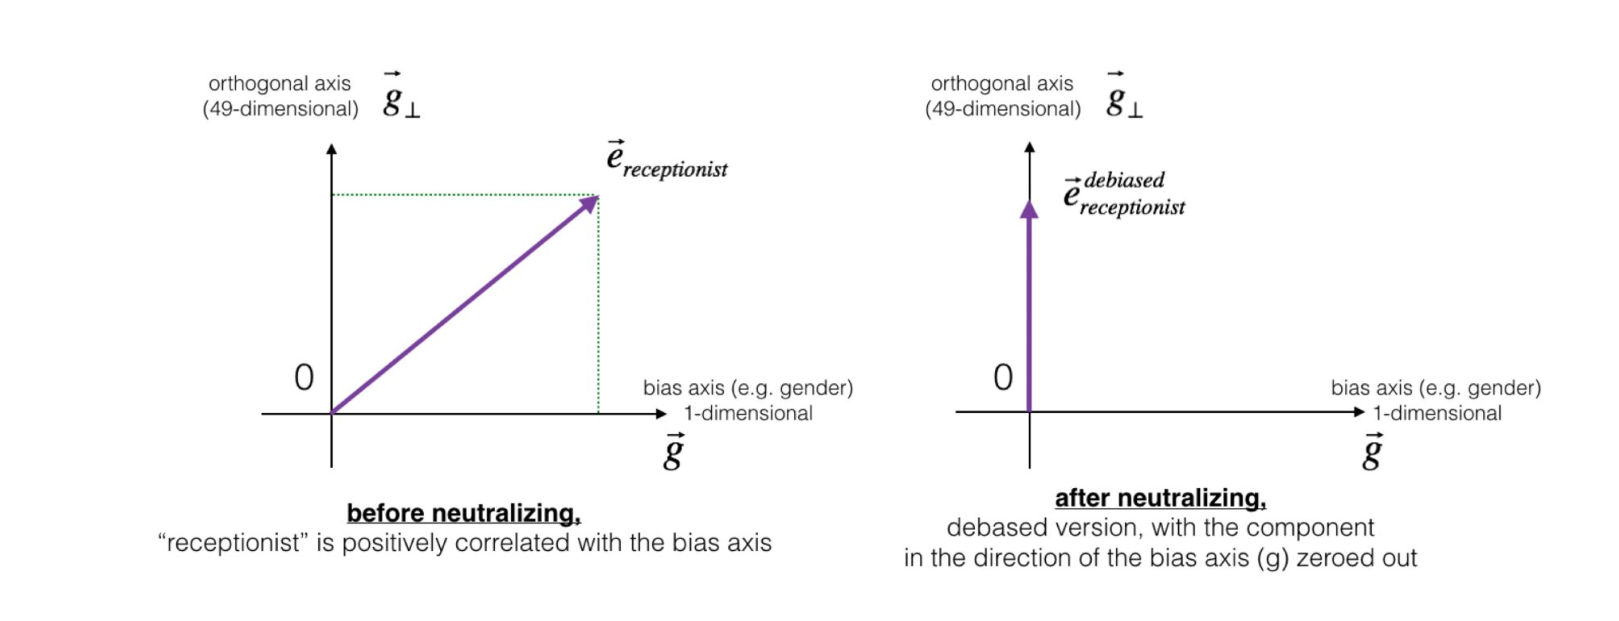 orthogonal axis
(49-dimensional)
g⊥
e receptionist
0
bias axis (e.g. gender)
1-dimensional
g
before neutralizing,
“receptionist” is positively correlated with the bias axis
orthogonal axis
(49-dimensional)
g⊥
e debiased receptionist
0
bias axis (e.g. gender)
1-dimensional
g
after neutralizing,
debased version, with the component
in the direction of the bias axis (g) zeroed out